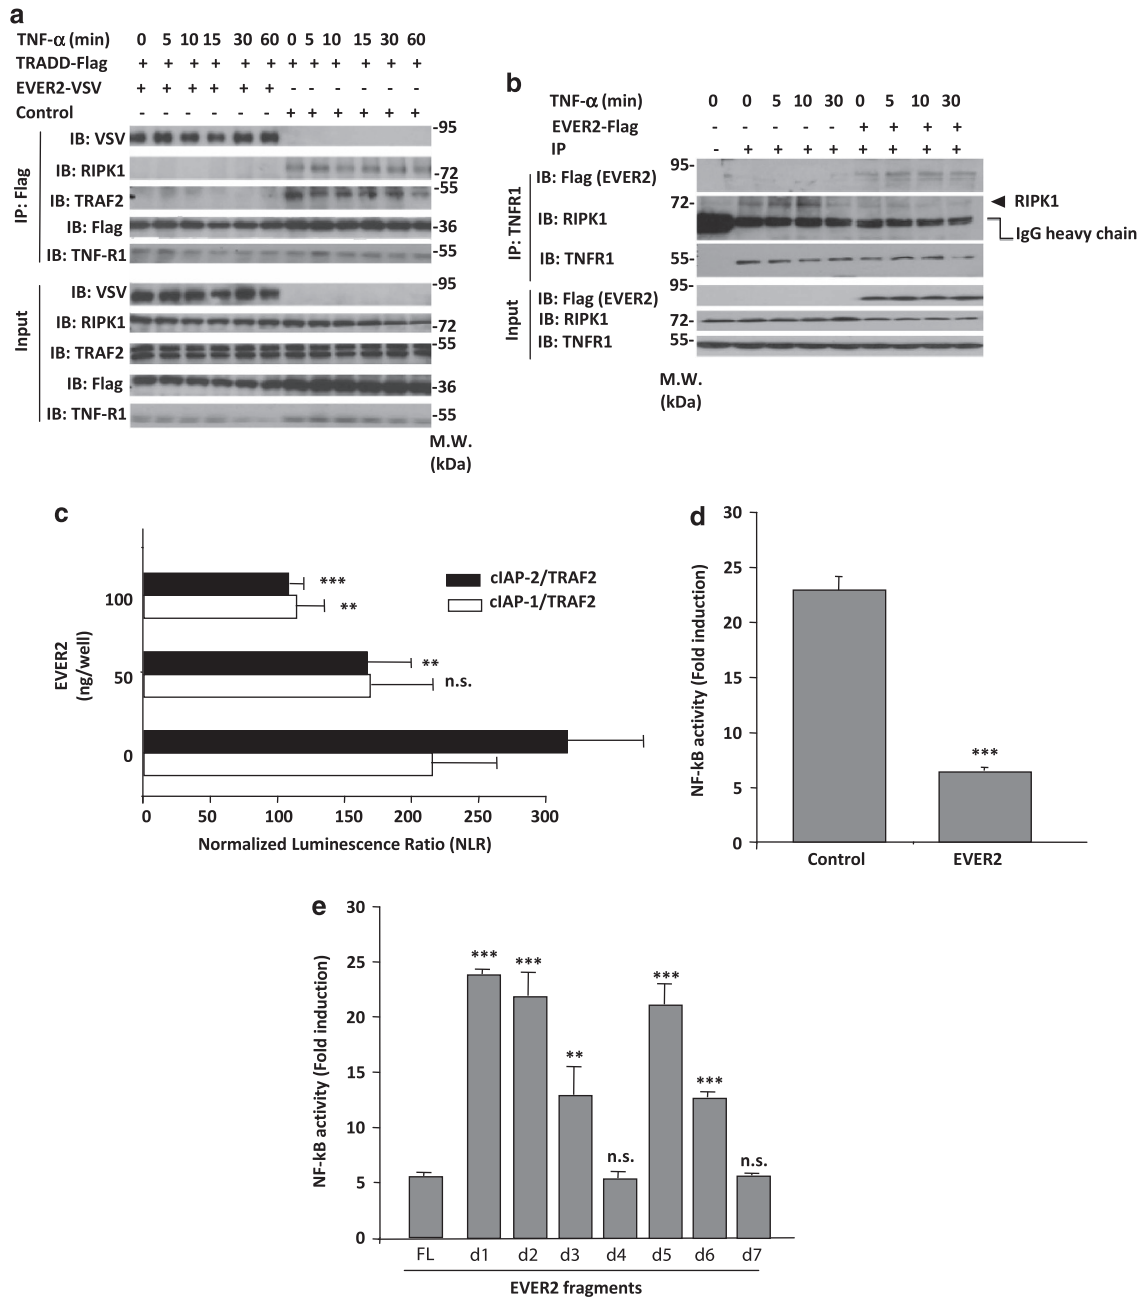 a
TNF-α (min) 0 5 10 15 30 60 0 5 10 15 30 60
TRADD-Flag + + + + + + + + + + + +
EVER2-VSV + + + + + + - - - - - -
Control - - - - - - + + + + + +
IP: Flag
IB: VSV -95
IB: RIPK1 -72
IB: TRAF2 -55
IB: Flag -36
IB: TNF-R1 -55
Input
IB: VSV -95
IB: RIPK1 -72
IB: TRAF2 -55
IB: Flag -36
IB: TNF-R1 -55
M.W.
(kDa)
b
TNF-α (min) 0 0 5 10 30 0 5 10 30
EVER2-Flag - - - - - + + + +
IP - + + + + + + + +
IP: TNFR1
95-
IB: Flag (EVER2)
72-
IB: RIPK1
RIPK1
IgG heavy chain
IB: TNFR1 55-
Input
95-
IB: Flag (EVER2)
IB: RIPK1 72-
IB: TNFR1 55-
M.W.
(kDa)
c
EVER2
(ng/well)
cIAP-2/TRAF2
cIAP-1/TRAF2
100 *** **
50 ** n.s.
0
0 50 100 150 200 250 300
Normalized Luminescence Ratio (NLR)
d
NF-kB activity (Fold induction)
30
25
20
15
10
5
0
***
Control EVER2
e
NF-kB activity (Fold induction)
30
25
20
15
10
5
0
*** *** ** n.s. *** *** n.s.
FL d1 d2 d3 d4 d5 d6 d7
EVER2 fragments